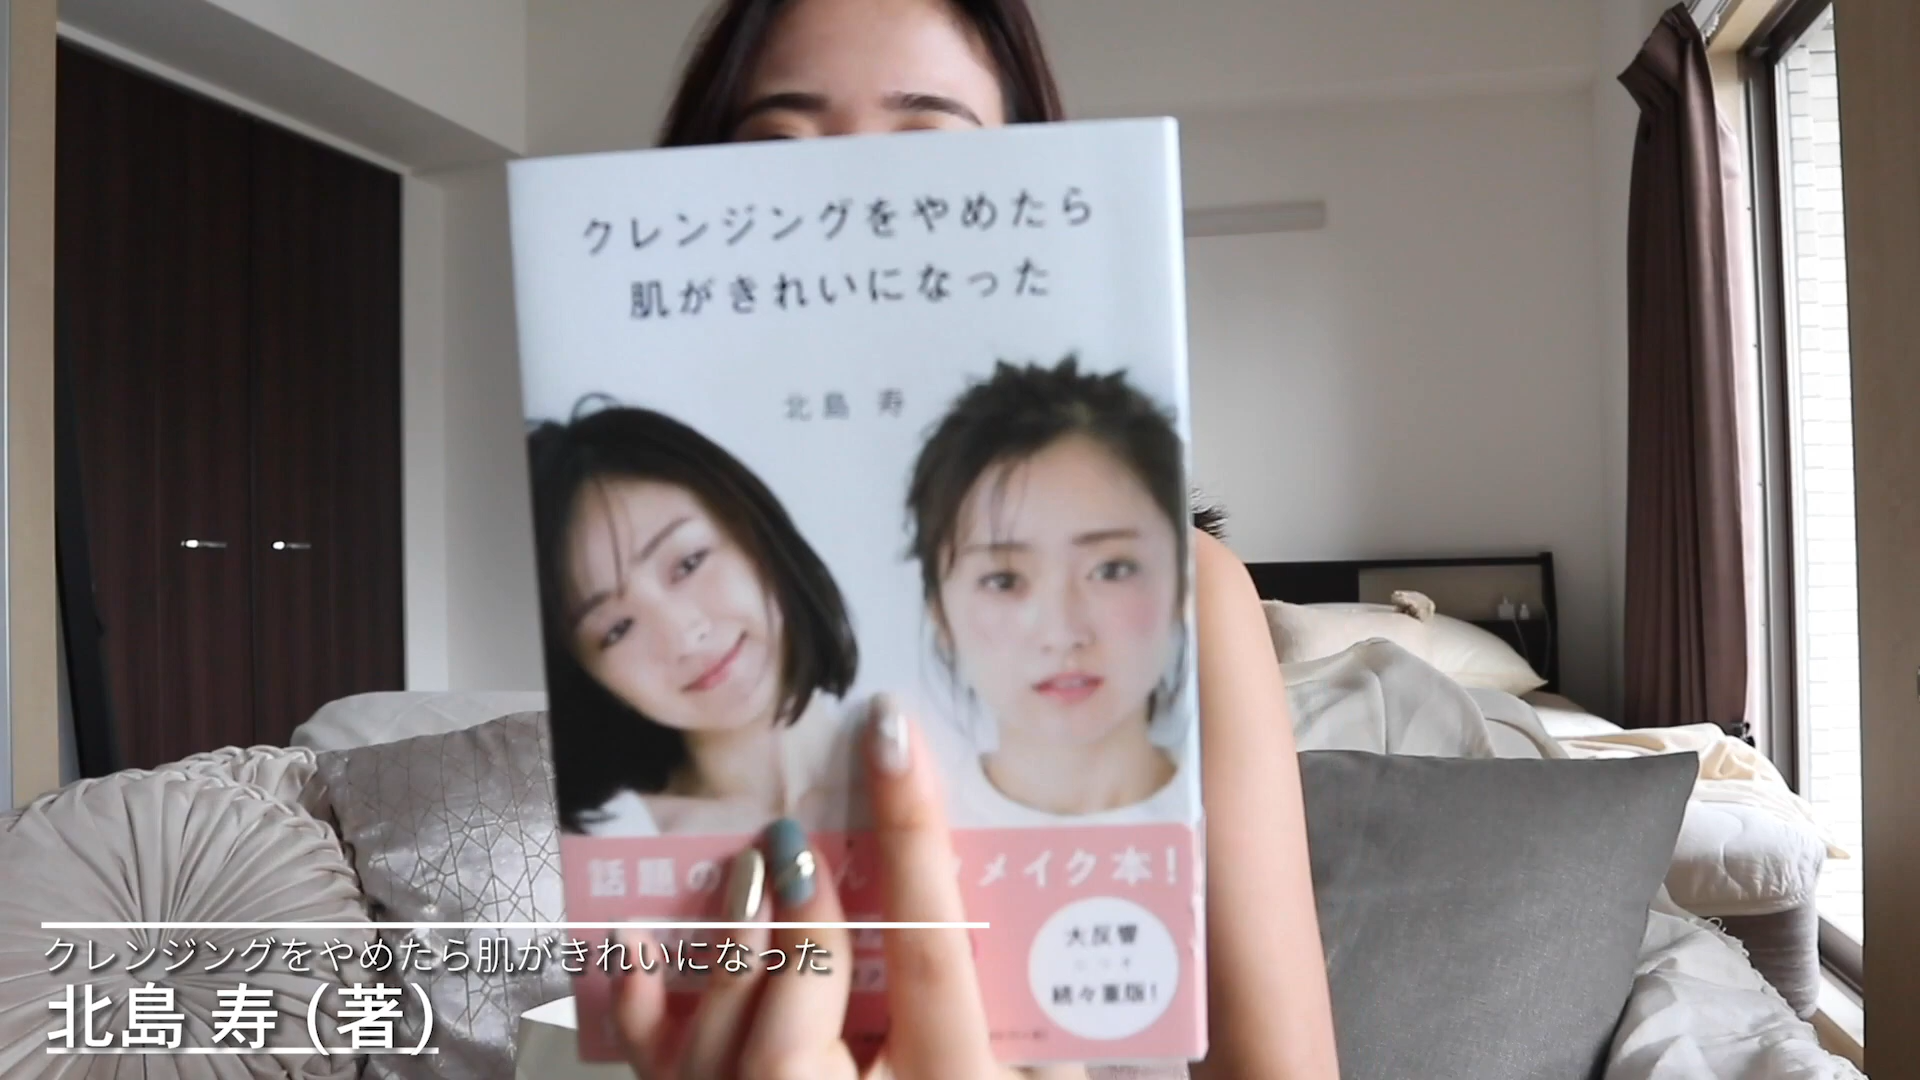 クレンジングをやめたら
肌がきれいになった
北島 寿
話題の
メイク本！
大反響
につき
続々重版！
クレンジングをやめたら肌がきれいになった
北島 寿（著）